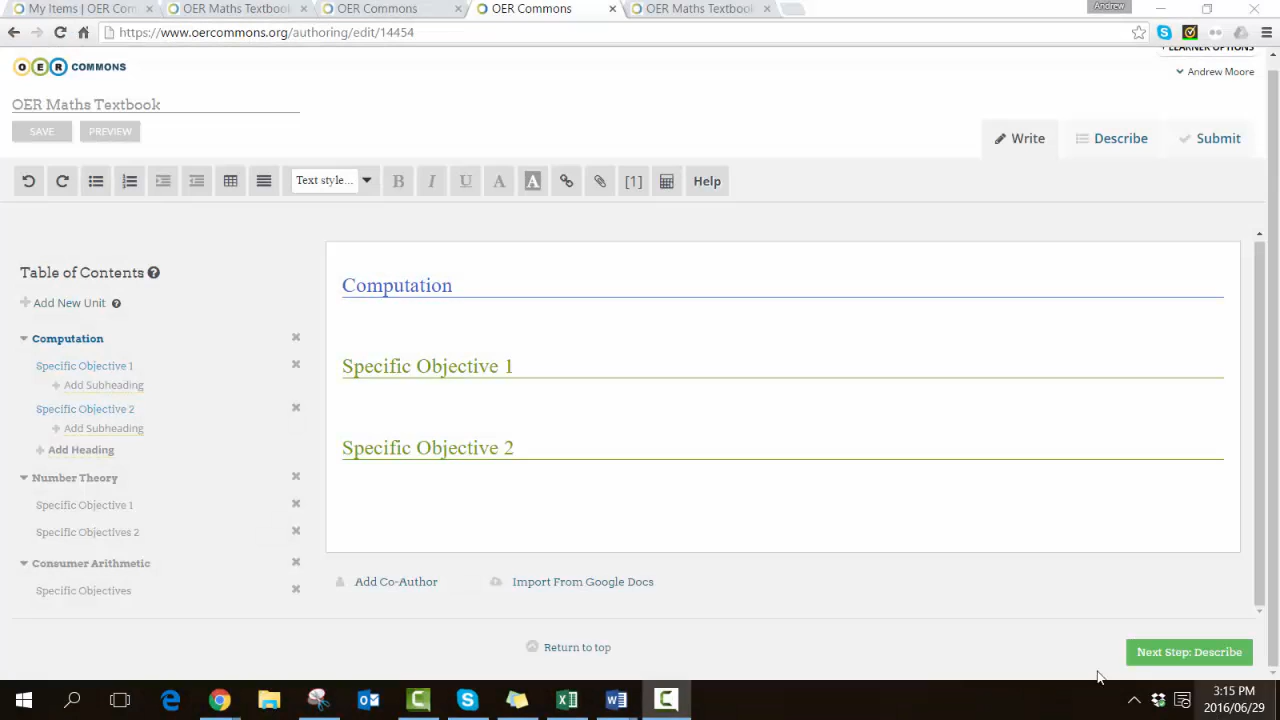 My Items | OER Com
OER Maths Textbook
OER Commons
OER Commons
OER Maths Textbook
Andrew
https://www.oercommons.org/authoring/edit/14454
LEARNER OPTIONS
OER COMMONS
Andrew Moore
OER Maths Textbook
SAVE
PREVIEW
Write
Describe
Submit
Text style...
B
I
U
A
A
[1]
Help
Table of Contents
Add New Unit
Computation
Specific Objective 1
Add Subheading
Specific Objective 2
Add Subheading
Add Heading
Number Theory
Specific Objective 1
Specific Objectives 2
Consumer Arithmetic
Specific Objectives
Computation
Specific Objective 1
Specific Objective 2
Add Co-Author
Import From Google Docs
Return to top
Next Step: Describe
3:15 PM
2016/06/29